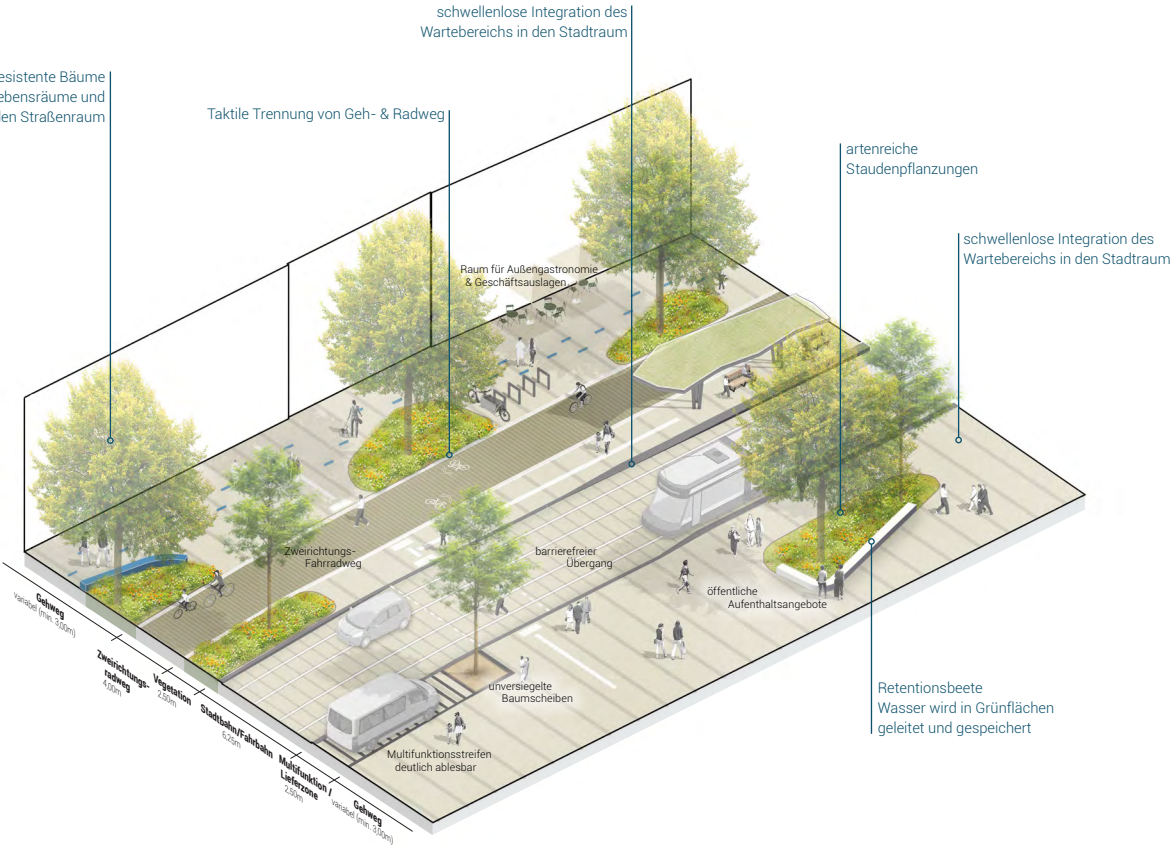 schwellenlose Integration des
Wartebereichs in den Stadtraum
esistente Bäume
ebensräume und
den Straßenraum
Taktile Trennung von Geh- & Radweg
artenreiche
Staudenpflanzungen
schwellenlose Integration des
Wartebereichs in den Stadtraum
Raum für Außengastronomie
& Geschäftsauslagen
Zweirichtungs-
Fahrradweg
barrierefreier
Übergang
öffentliche
Aufenthaltsangebote
unversiegelte
Baumscheiben
Multifunktionsstreifen
deutlich ablesbar
Retentionsbeete
Wasser wird in Grünflächen
geleitet und gespeichert
Gehweg
variabel (min. 3,00m)
Zweirichtungs-
radweg
4,00m
Vegetation
2,50m
Stadtbahn/Fahrbahn
6,25m
Multifunktion /
Lieferzone
2,50m
Gehweg
variabel (min. 3,00m)